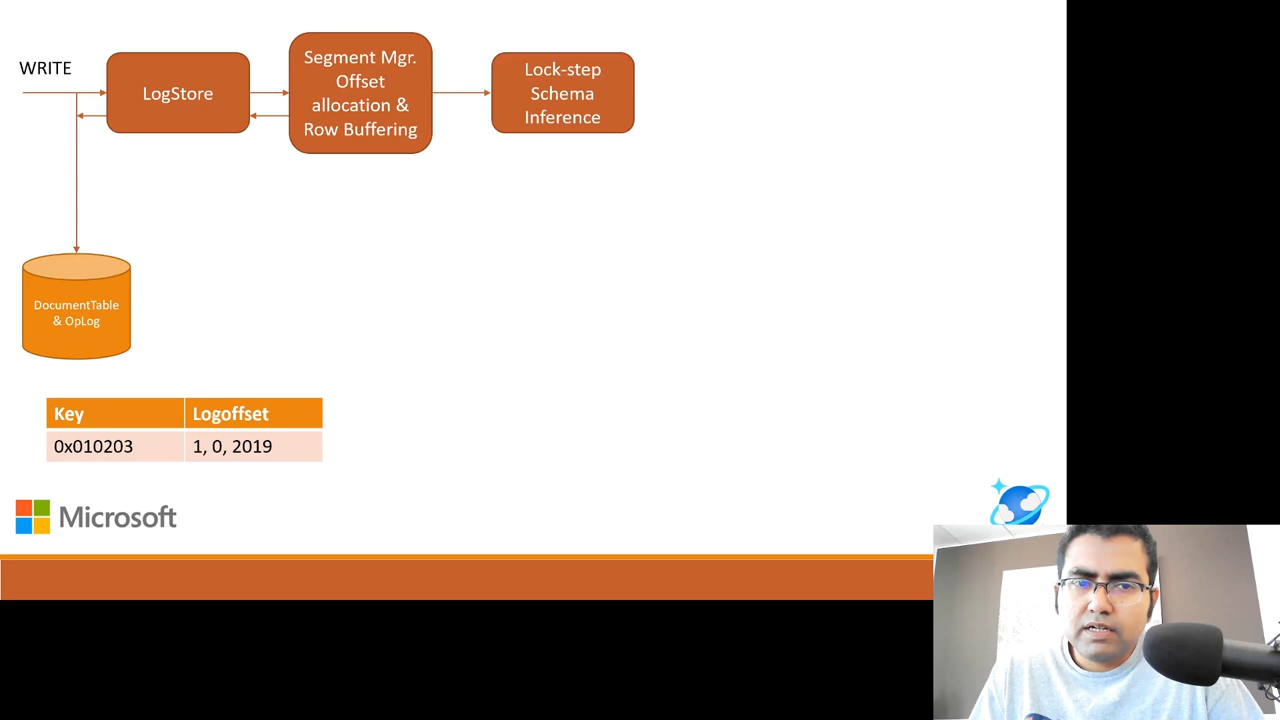 WRITE
LogStore
Segment Mgr.
Offset
allocation &
Row Buffering
Lock-step
Schema
Inference
DocumentTable
& OpLog
Key Logoffset
0x010203 1, 0, 2019
Microsoft